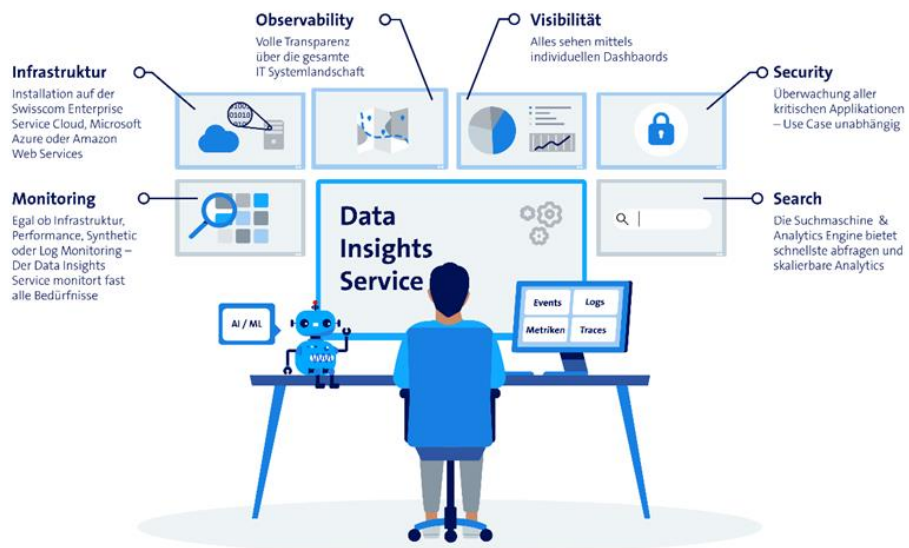 Observability
Volle Transparenz
über die gesamte
IT Systemlandschaft
Visibilität
Alles sehen mittels
individuellen Dashbaords
Infrastruktur
Installation auf der
Swisscom Enterprise
Service Cloud, Microsoft
Azure oder Amazon
Web Services
Security
Überwachung aller
kritischen Applikationen
– Use Case unabhängig
Monitoring
Egal ob Infrastruktur,
Performance, Synthetic
oder Log Monitoring –
Der Data Insights
Service monitort fast
alle Bedürfnisse
Search
Die Suchmaschine &
Analytics Engine bietet
schnellste abfragen und
skalierbare Analytics
Data
Insights
Service
AI / ML
Events Logs
Metriken Traces
01010